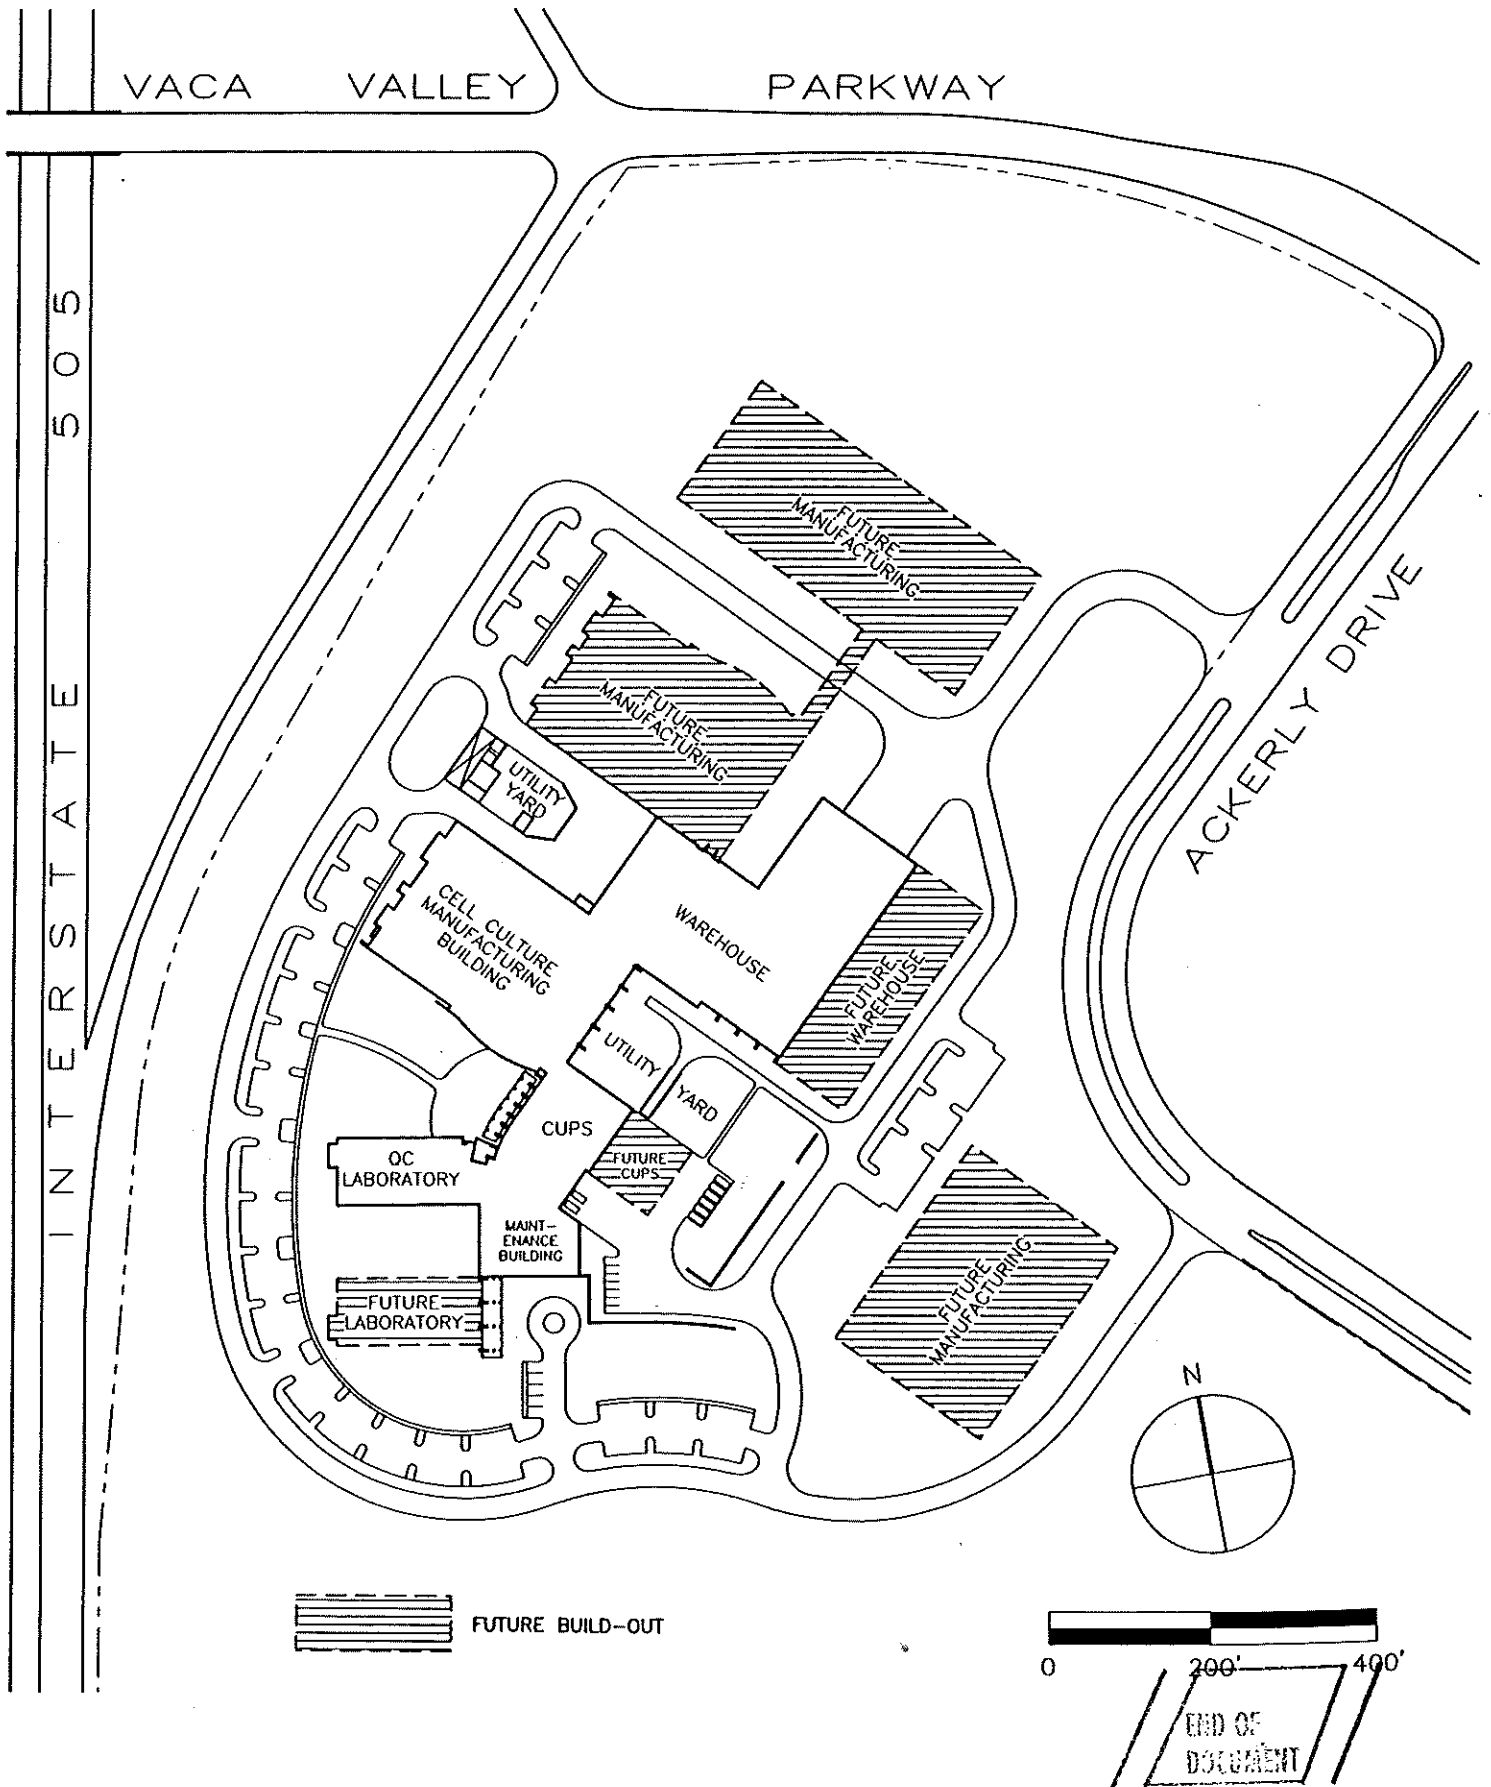 VACA VALLEY PARKWAY
INTERSTATE 505
ACKERLY DRIVE
FUTURE
MANUFACTURING
FUTURE
MANUFACTURING
UTILITY
YARD
CELL CULTURE
MANUFACTURING
BUILDING
WAREHOUSE
FUTURE
WAREHOUSE
UTILITY
YARD
CUPS
FUTURE
CUPS
QC
LABORATORY
MAINT-
ENANCE
BUILDING
FUTURE
LABORATORY
FUTURE
MANUFACTURING
N
FUTURE BUILD-OUT
0 200' 400'
END OF
DOCUMENT